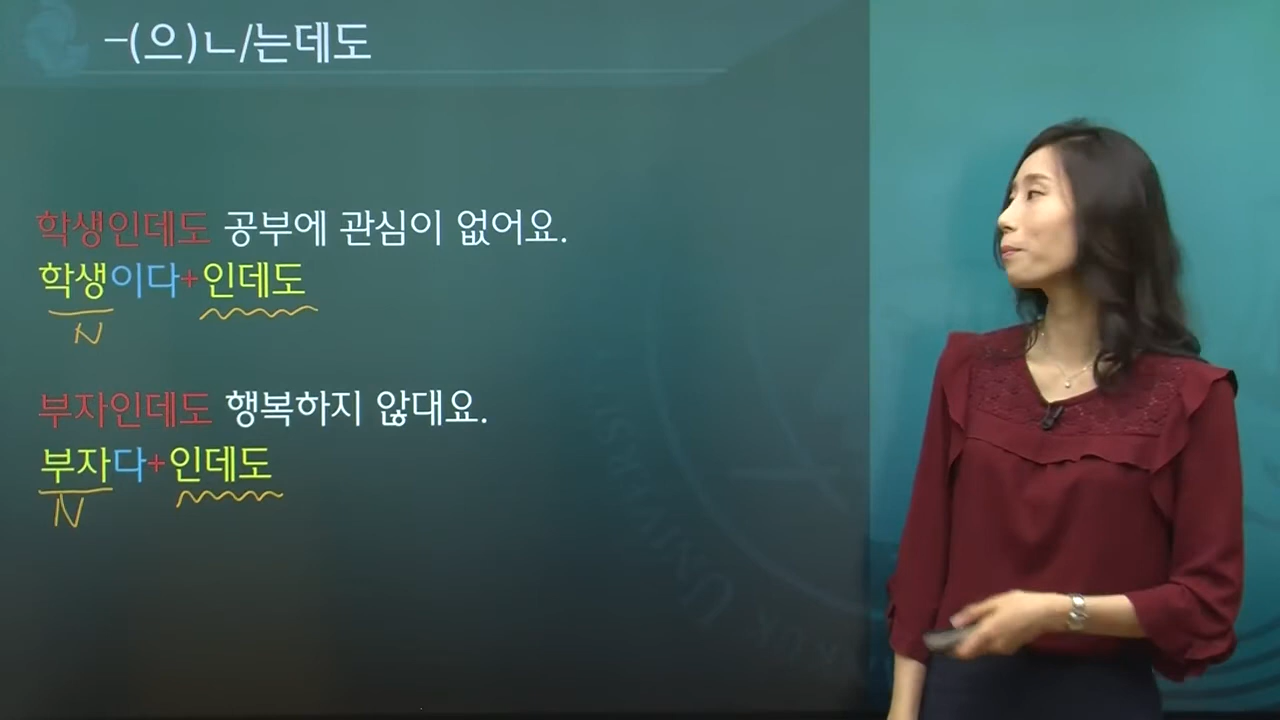 -(으)ㄴ/는데도
학생인데도 공부에 관심이 없어요.
학생이다+인데도
N
부자인데도 행복하지 않대요.
부자다+인데도
N